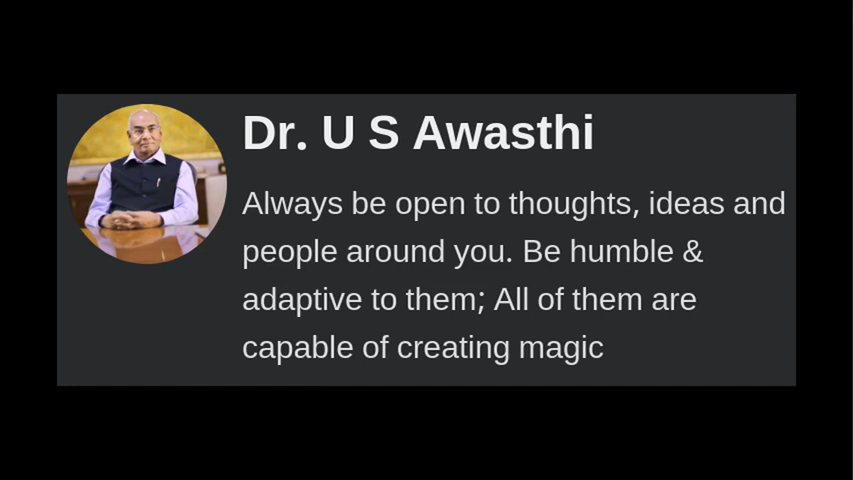 Dr. U S Awasthi
Always be open to thoughts, ideas and
people around you. Be humble &
adaptive to them; All of them are
capable of creating magic